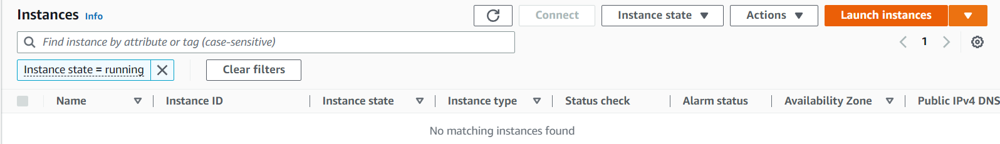 Instances Info
Connect
Instance state
Actions
Launch instances
Find instance by attribute or tag (case-sensitive)
1
Instance state = running
Clear filters
Name
Instance ID
Instance state
Instance type
Status check
Alarm status
Availability Zone
Public IPv4 DNS
No matching instances found